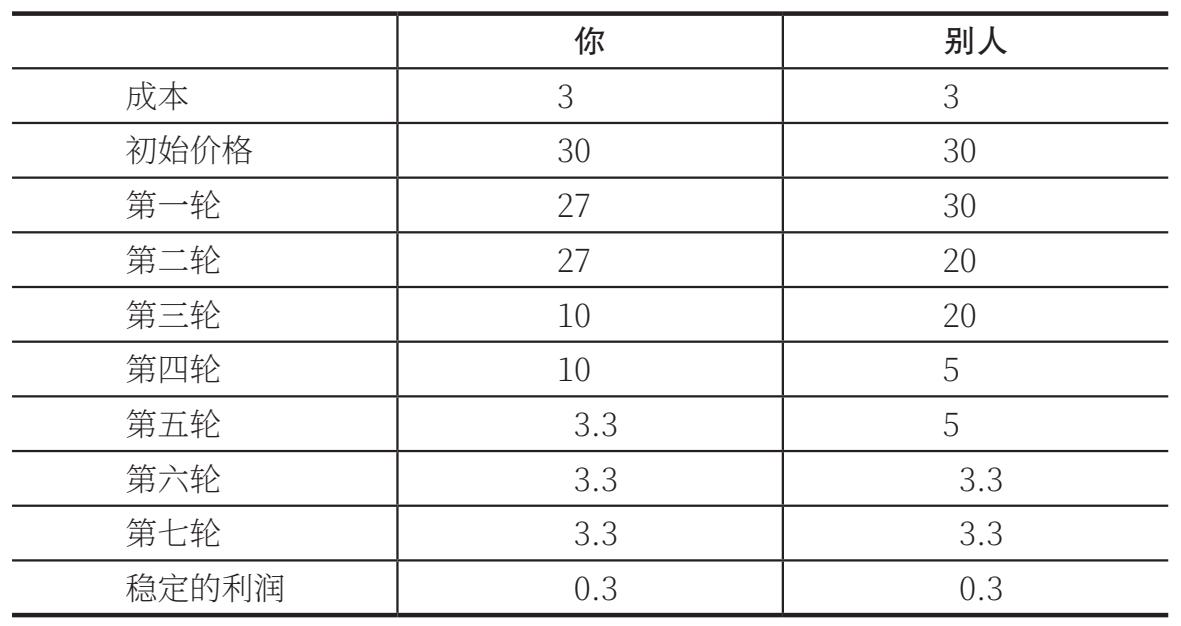 你 别人
成本 3 3
初始价格 30 30
第一轮 27 30
第二轮 27 20
第三轮 10 20
第四轮 10 5
第五轮 3.3 5
第六轮 3.3 3.3
第七轮 3.3 3.3
稳定的利润 0.3 0.3